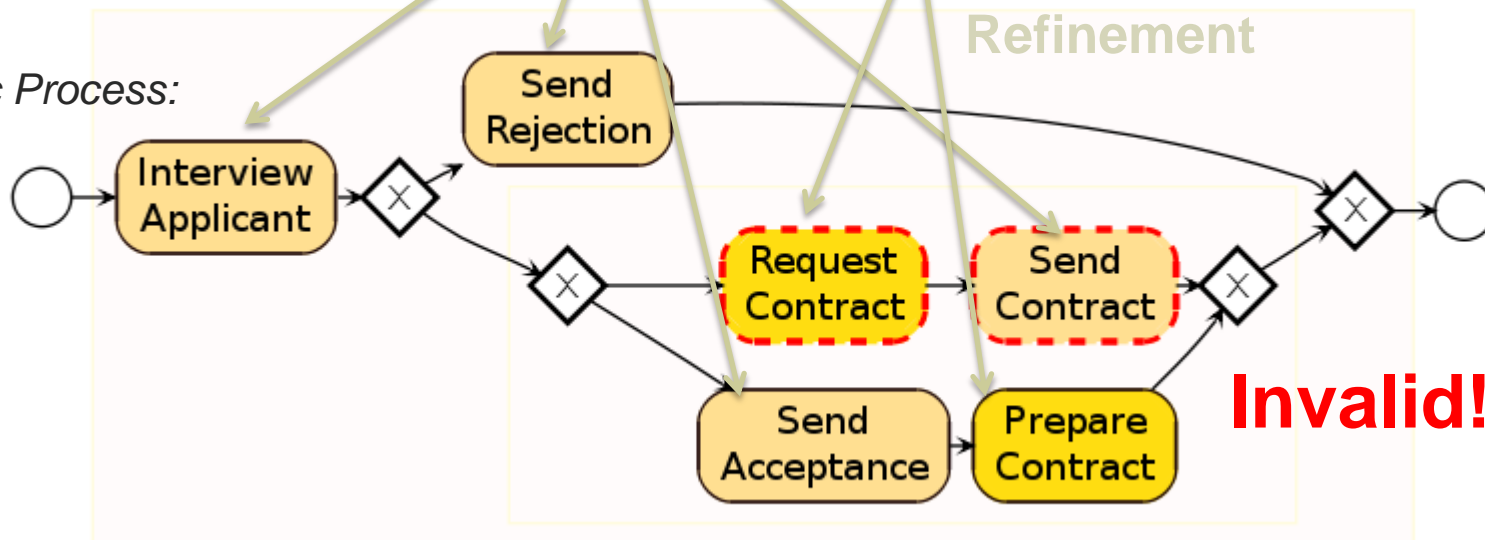 Refinement
Process:
Send
Rejection
Interview
Applicant
X
X
X
X
Request
Contract
Send
Contract
Invalid!
Send
Acceptance
Prepare
Contract